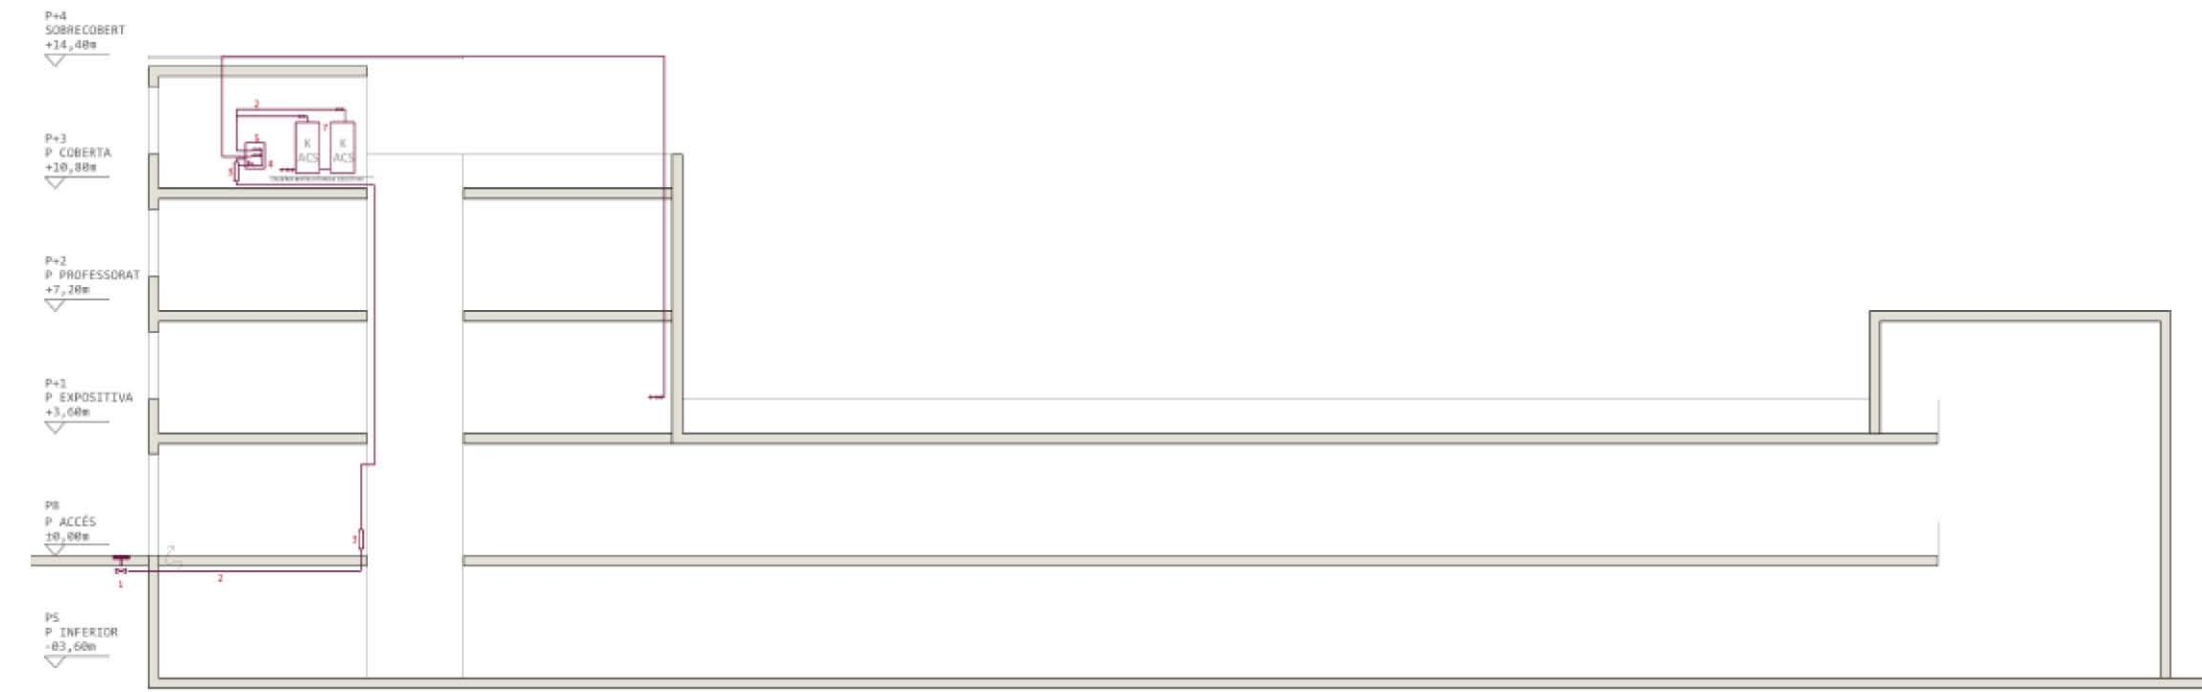 P+4
SOBRECOBERT
+14,40m
2
P+3
P COBERTA
+10,80m
5
7
K
ACS
K
ACS
4
3
P+2
P PROFESSORAT
+7,20m
P+1
P EXPOSITIVA
+3,60m
PB
P ACCÉS
±0,00m
3
1
2
PS
P INFERIOR
-03,60m